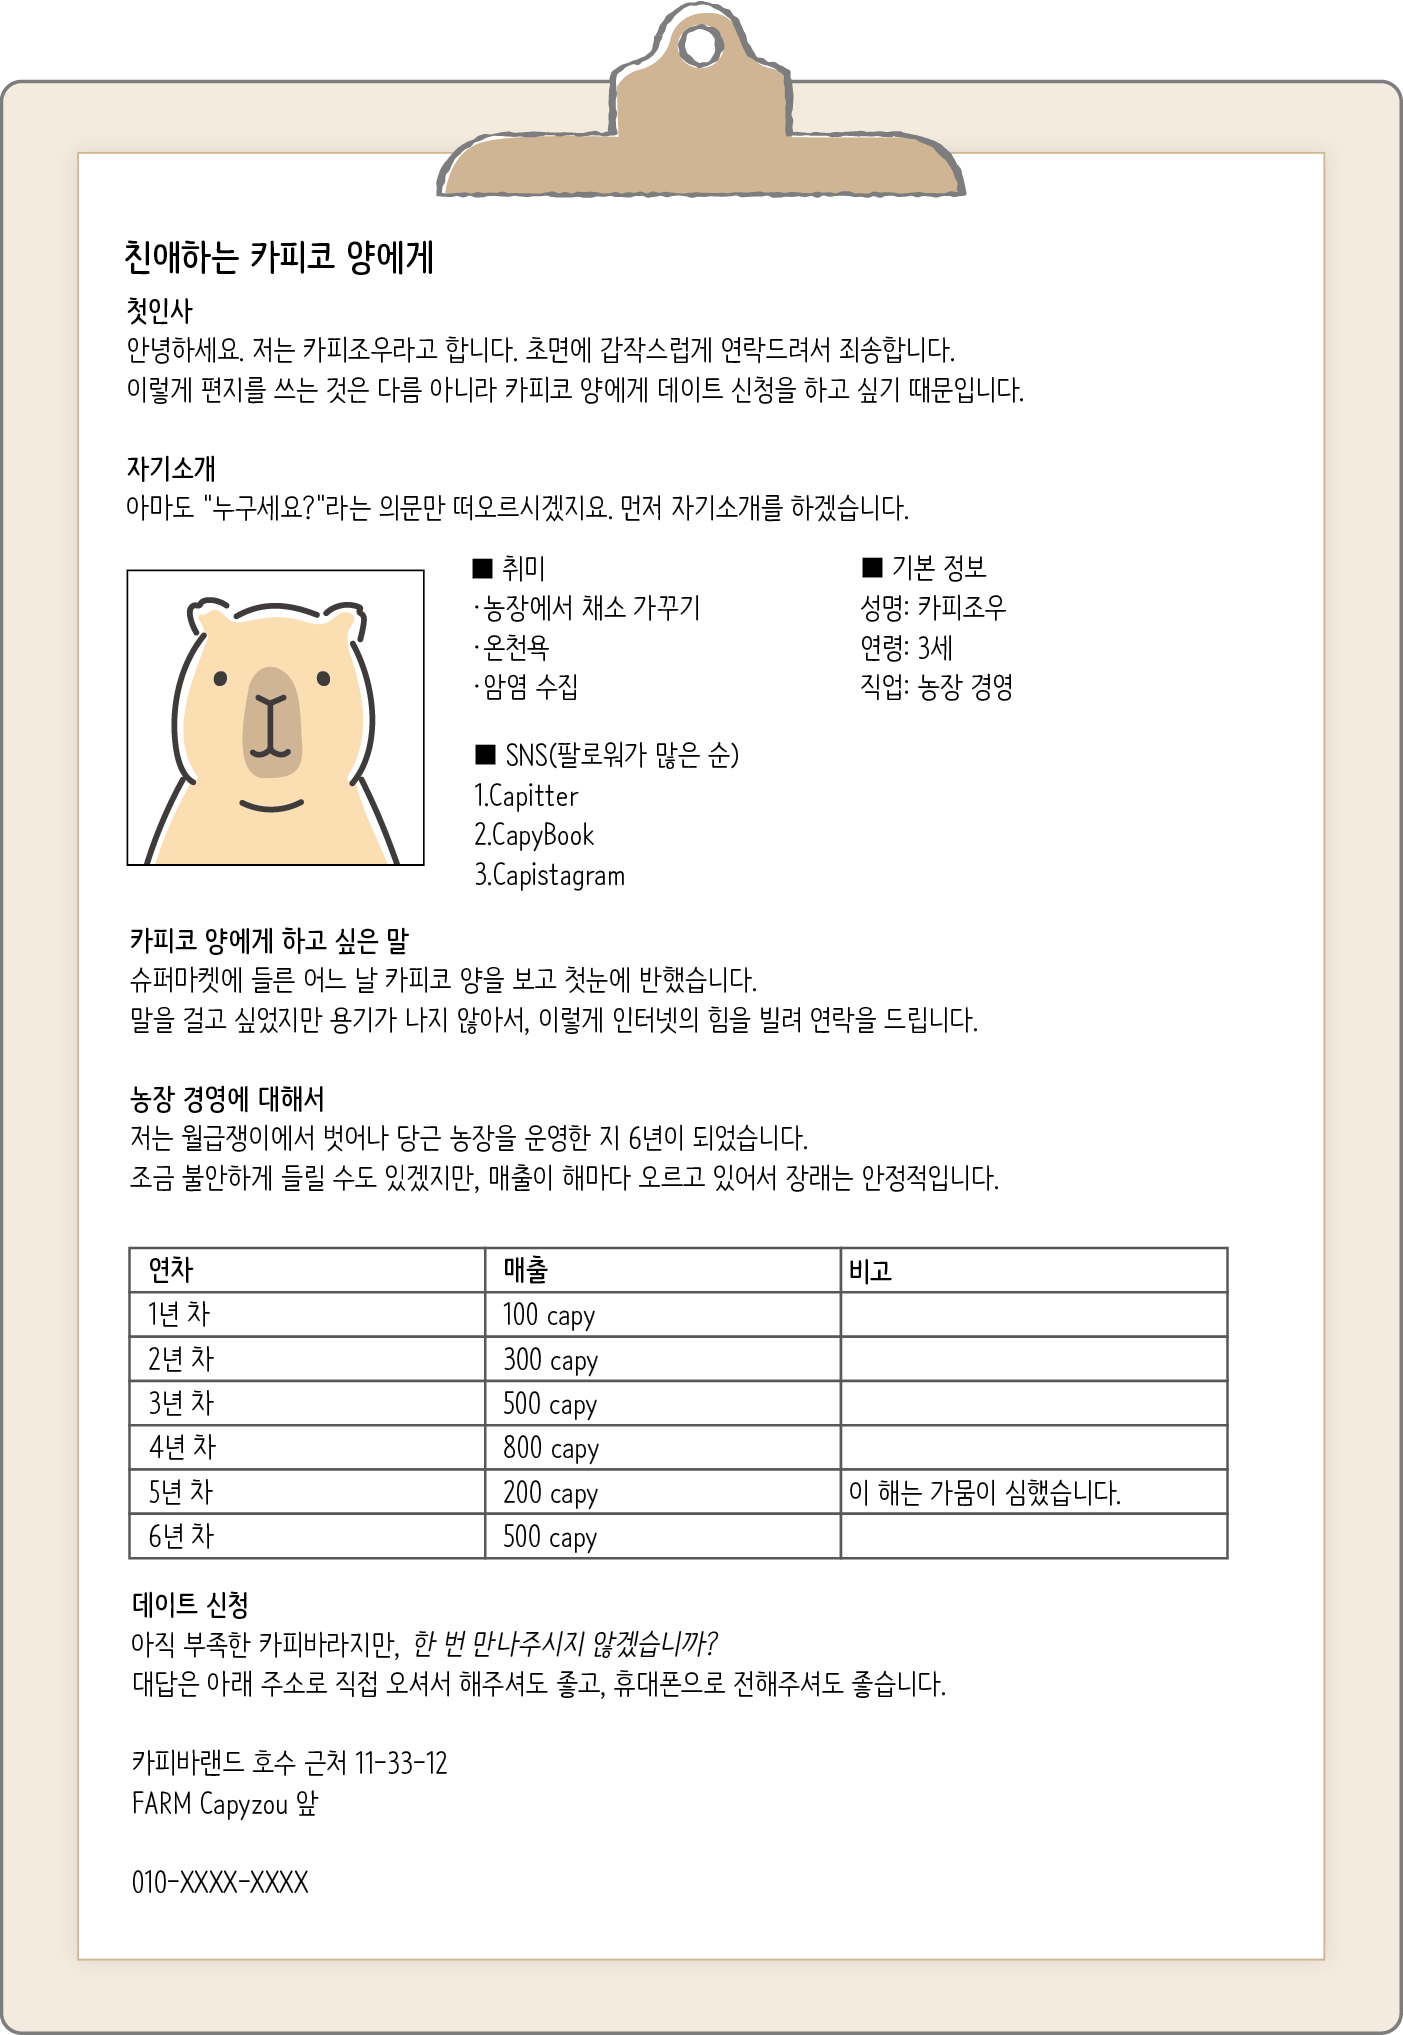 친애하는 카피코 양에게
첫인사
안녕하세요. 저는 카피조우라고 합니다. 초면에 갑작스럽게 연락드려서 죄송합니다.
이렇게 편지를 쓰는 것은 다름 아니라 카피코 양에게 데이트 신청을 하고 싶기 때문입니다.
자기소개
아마도 "누구세요?"라는 의문만 떠오르시겠지요. 먼저 자기소개를 하겠습니다.
■ 취미
·농장에서 채소 가꾸기
·온천욕
·암염 수집
■ 기본 정보
성명: 카피조우
연령: 3세
직업: 농장 경영
■ SNS(팔로워가 많은 순)
1.Capitter
2.CapyBook
3.Capistagram
카피코 양에게 하고 싶은 말
슈퍼마켓에 들른 어느 날 카피코 양을 보고 첫눈에 반했습니다.
말을 걸고 싶었지만 용기가 나지 않아서, 이렇게 인터넷의 힘을 빌려 연락을 드립니다.
농장 경영에 대해서
저는 월급쟁이에서 벗어나 당근 농장을 운영한 지 6년이 되었습니다.
조금 불안하게 들릴 수도 있겠지만, 매출이 해마다 오르고 있어서 장래는 안정적입니다.
연차 매출 비고
1년 차 100 capy
2년 차 300 capy
3년 차 500 capy
4년 차 800 capy
5년 차 200 capy 이 해는 가뭄이 심했습니다.
6년 차 500 capy
데이트 신청
아직 부족한 카피바라지만, 한 번 만나주시지 않겠습니까?
대답은 아래 주소로 직접 오셔서 해주셔도 좋고, 휴대폰으로 전해주셔도 좋습니다.
카피바랜드 호수 근처 11-33-12
FARM Capyzou 앞
010-XXXX-XXXX